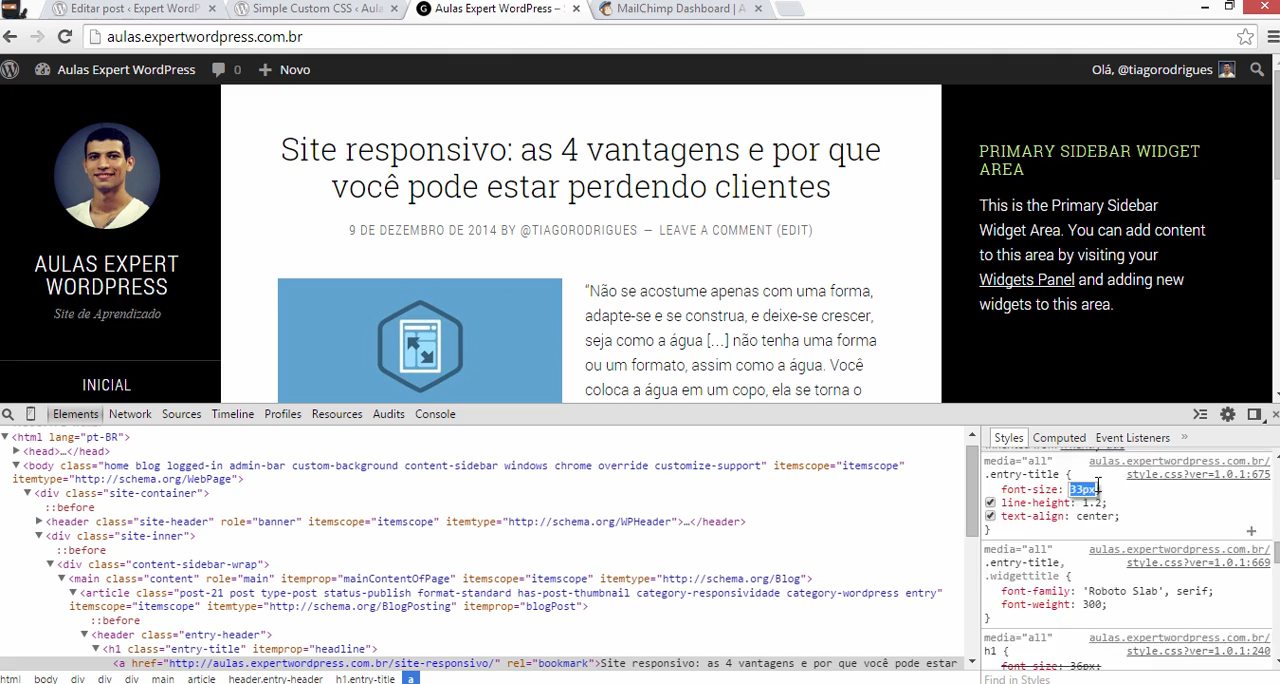 Edit post ‹ Expert WordP
Simple Custom CSS ‹ Aula
Aulas Expert WordPress –
MailChimp Dashboard | A
aulas.expertwordpress.com.br
Aulas Expert WordPress
0
Novo
Olá, @tiagorodrigues
Site responsivo: as 4 vantagens e por que
você pode estar perdendo clientes
9 DE DEZEMBRO DE 2014 BY @TIAGORODRIGUES — LEAVE A COMMENT (EDIT)
AULAS EXPERT
WORDPRESS
Site de Aprendizado
INICIAL
“Não se acostume apenas com uma forma,
adapte-se e se construa, e deixe-se crescer,
seja como a água […] não tenha uma forma
ou um formato, assim como a água. Você
coloca a água em um copo, ela se torna o
PRIMARY SIDEBAR WIDGET
AREA
This is the Primary Sidebar
Widget Area. You can add content
to this area by visiting your
Widgets Panel and adding new
widgets to this area.
Elements Network Sources Timeline Profiles Resources Audits Console
<html lang="pt-BR">
<head>…</head>
<body class="home blog logged-in admin-bar custom-background content-sidebar windows chrome override customize-support" itemscope="itemscope"
itemtype="http://schema.org/WebPage">
<div class="site-container">
::before
<header class="site-header" role="banner" itemscope="itemscope" itemtype="http://schema.org/WPHeader">…</header>
<div class="site-inner">
::before
<div class="content-sidebar-wrap">
<main class="content" role="main" itemprop="mainContentOfPage" itemscope="itemscope" itemtype="http://schema.org/Blog">
<article class="post-21 post type-post status-publish format-standard has-post-thumbnail category-responsividade category-wordpress entry"
itemscope="itemscope" itemtype="http://schema.org/BlogPosting" itemprop="blogPost">
::before
<header class="entry-header">
<h1 class="entry-title" itemprop="headline">
<a href="http://aulas.expertwordpress.com.br/site-responsivo/" rel="bookmark">Site responsivo: as 4 vantagens e por que você pode estar
html body div div div main article header.entry-header h1.entry-title a
Styles Computed Event Listeners »
media="all" aulas.expertwordpress.com.br/
.entry-title { style.css?ver=1.0.1:675
font-size: 33px
line-height: 1.2;
text-align: center;
}
media="all" aulas.expertwordpress.com.br/
.entry-title, style.css?ver=1.0.1:669
.widgettitle {
font-family: 'Roboto Slab', serif;
font-weight: 300;
}
media="all" aulas.expertwordpress.com.br/
h1 { style.css?ver=1.0.1:240
font-size: 36px;
Find in Styles